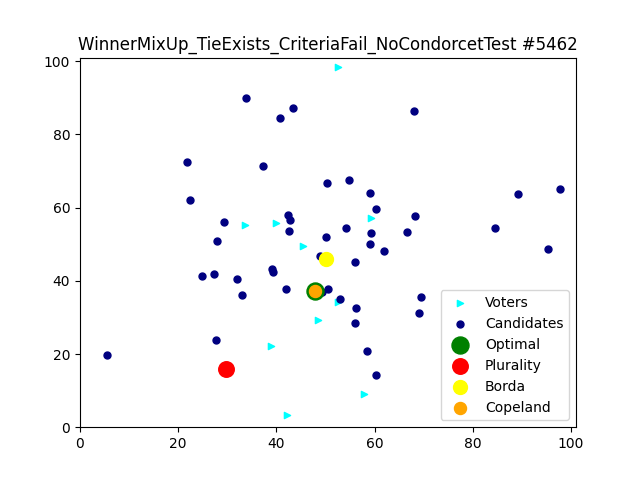 WinnerMixUp_TieExists_CriteriaFail_NoCondorcetTest #5462
100
80
60
40
20
0
0 20 40 60 80 100
Voters
Candidates
Optimal
Plurality
Borda
Copeland